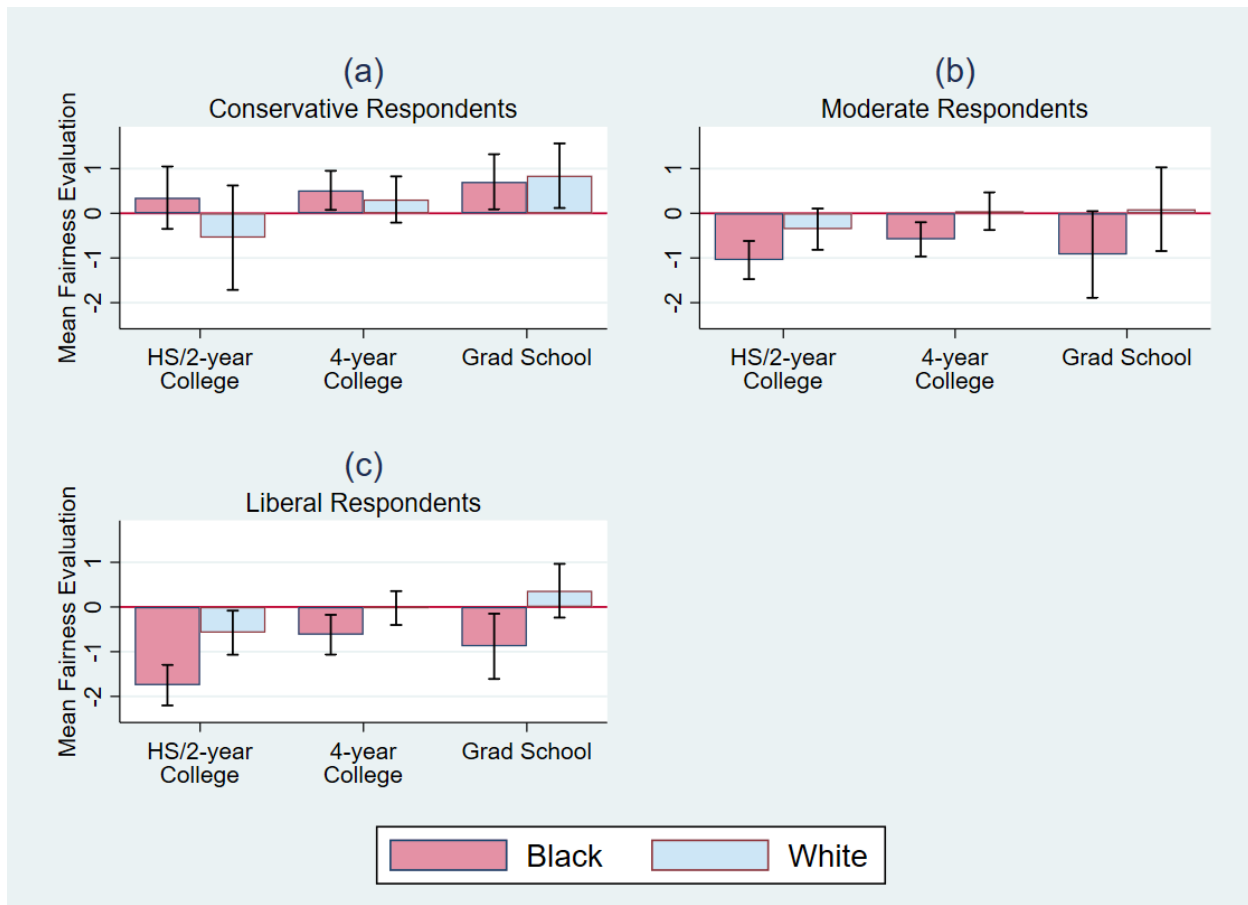 (a)
Conservative Respondents
Mean Fairness Evaluation
1
0
-1
-2
HS/2-year College
4-year College
Grad School
(b)
Moderate Respondents
1
0
-1
-2
HS/2-year College
4-year College
Grad School
(c)
Liberal Respondents
Mean Fairness Evaluation
1
0
-1
-2
HS/2-year College
4-year College
Grad School
Black
White